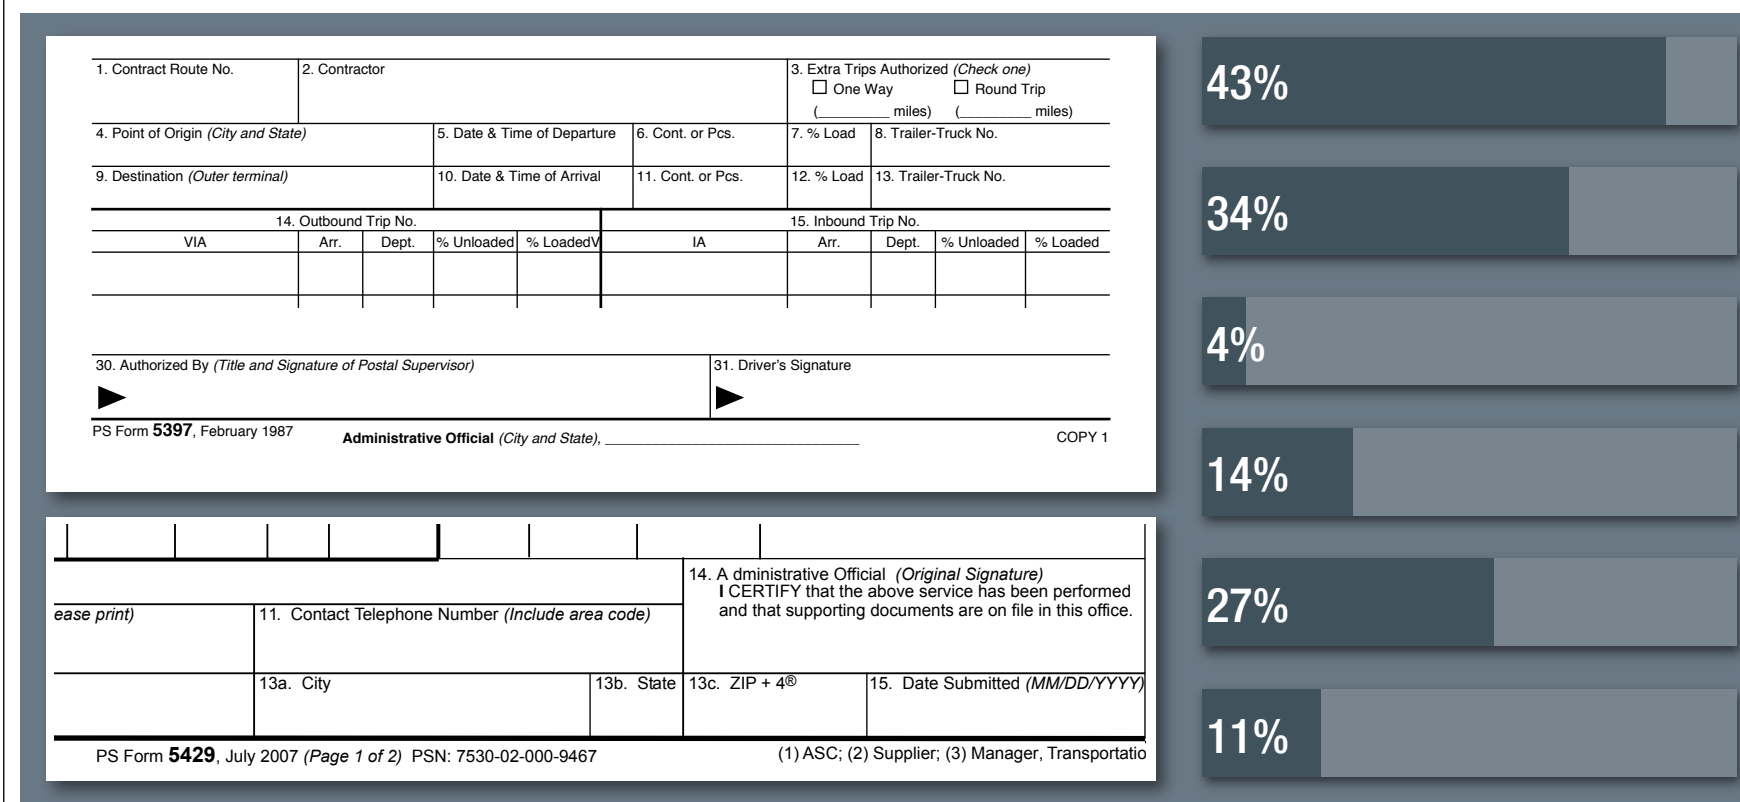 1. Contract Route No. 2. Contractor 3. Extra Trips Authorized (Check one)
One Way Round Trip
(_________ miles) (_________ miles)
4. Point of Origin (City and State) 5. Date & Time of Departure 6. Cont. or Pcs. 7. % Load 8. Trailer-Truck No.
9. Destination (Outer terminal) 10. Date & Time of Arrival 11. Cont. or Pcs. 12. % Load 13. Trailer-Truck No.
14. Outbound Trip No. 15. Inbound Trip No.
VIA Arr. Dept. % Unloaded % LoadedV IA Arr. Dept. % Unloaded % Loaded
30. Authorized By (Title and Signature of Postal Supervisor) 31. Driver's Signature
PS Form 5397, February 1987 Administrative Official (City and State), ________________________________ COPY 1
14. A dministrative Official (Original Signature)
I CERTIFY that the above service has been performed
and that supporting documents are on file in this office.
ease print) 11. Contact Telephone Number (Include area code)
13a. City 13b. State 13c. ZIP + 4® 15. Date Submitted (MM/DD/YYYY)
PS Form 5429, July 2007 (Page 1 of 2) PSN: 7530-02-000-9467 (1) ASC; (2) Supplier; (3) Manager, Transportatio
43%
34%
4%
14%
27%
11%